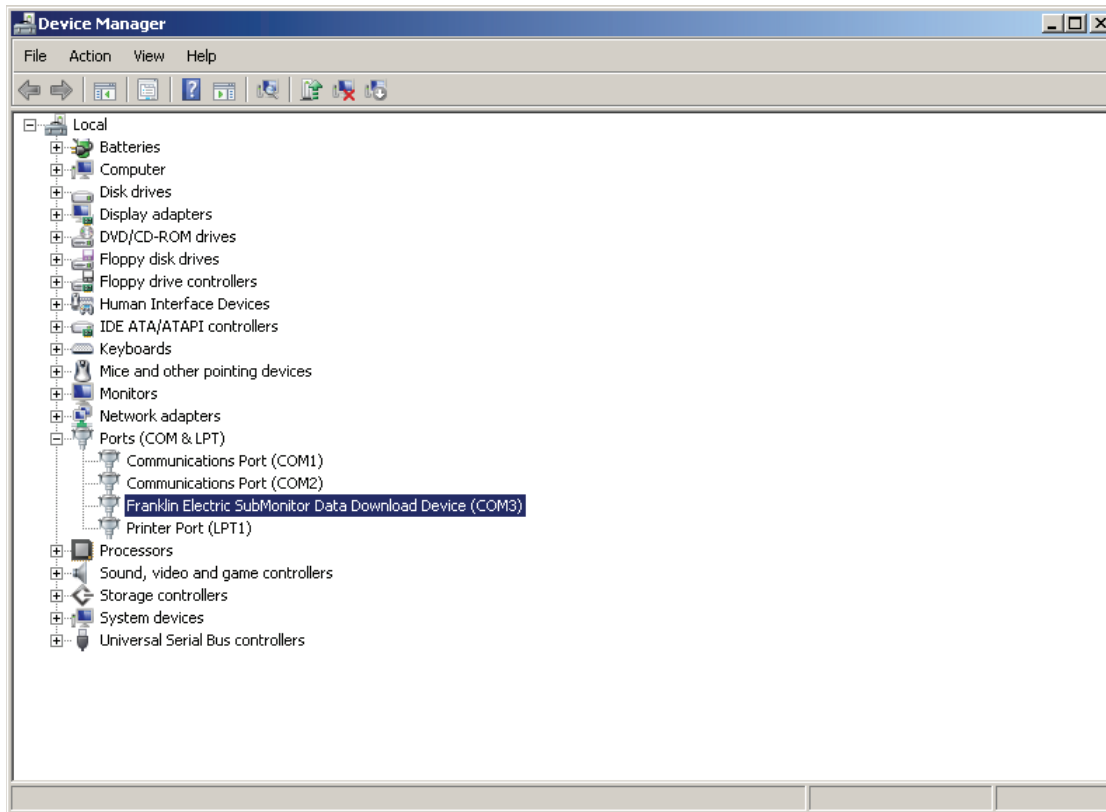 Device Manager
File Action View Help
Local
Batteries
Computer
Disk drives
Display adapters
DVD/CD-ROM drives
Floppy disk drives
Floppy drive controllers
Human Interface Devices
IDE ATA/ATAPI controllers
Keyboards
Mice and other pointing devices
Monitors
Network adapters
Ports (COM & LPT)
Communications Port (COM1)
Communications Port (COM2)
Franklin Electric SubMonitor Data Download Device (COM3)
Printer Port (LPT1)
Processors
Sound, video and game controllers
Storage controllers
System devices
Universal Serial Bus controllers